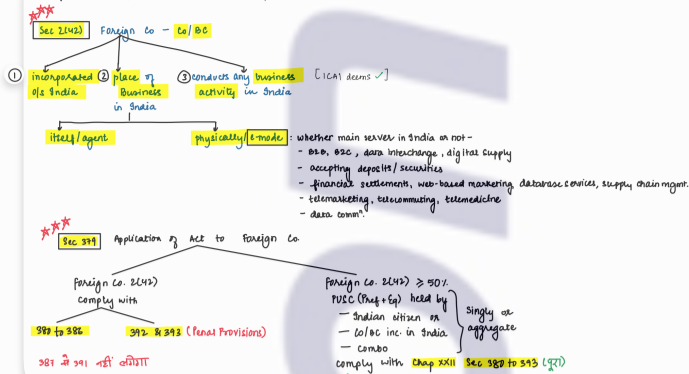 Sec 2(42) Foreign Co - Co/BC
① incorporated o/s India
② place of Business in India
③ conducts any business activity in India [ICAI deems ✓]
itself/agent
physically/e-mode : whether main server in India or not -
- B2B, B2C, data interchange, digital supply
- accepting deposits/securities
- financial settlements, web-based marketing, database services, supply chain mgmt.
- telemarketing, telecommuting, telemedicine
- data commⁿ.
Sec 379 Application of Act to Foreign Co.
Foreign Co. 2(42)
comply with
380 to 386
392 & 393 (Penal Provisions)
387 से 391 नहीं लगेगा
Foreign Co. 2(42) ≥ 50%
PUSC (Pref + Eq) held by
- Indian citizen or
- Co/BC inc. in India
- combo
singly or aggregate
comply with Chap XXII Sec 380 to 393 (पूरा)